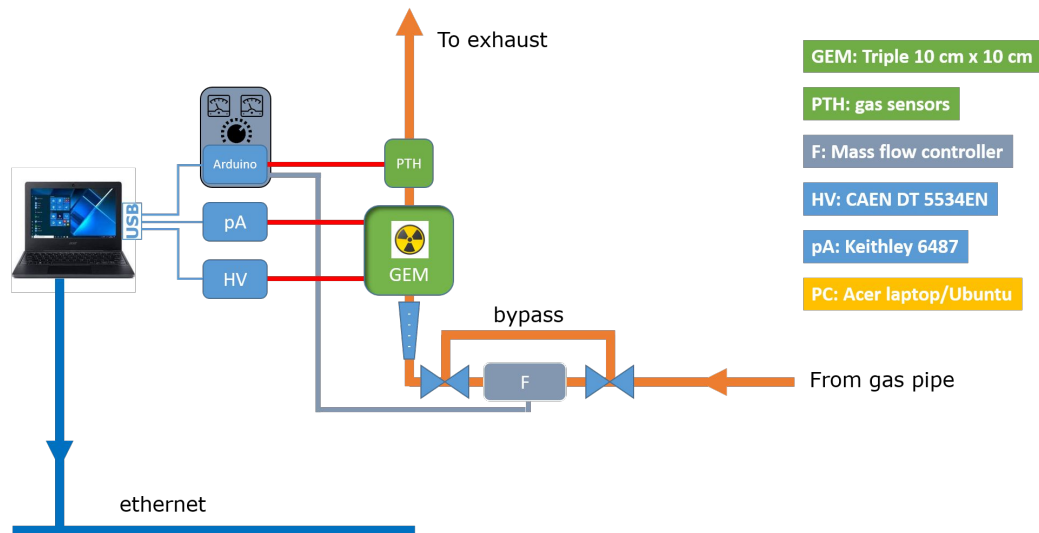 To exhaust
GEM: Triple 10 cm x 10 cm
PTH: gas sensors
F: Mass flow controller
HV: CAEN DT 5534EN
pA: Keithley 6487
PC: Acer laptop/Ubuntu
Arduino
PTH
USB
pA
GEM
HV
bypass
F
From gas pipe
ethernet